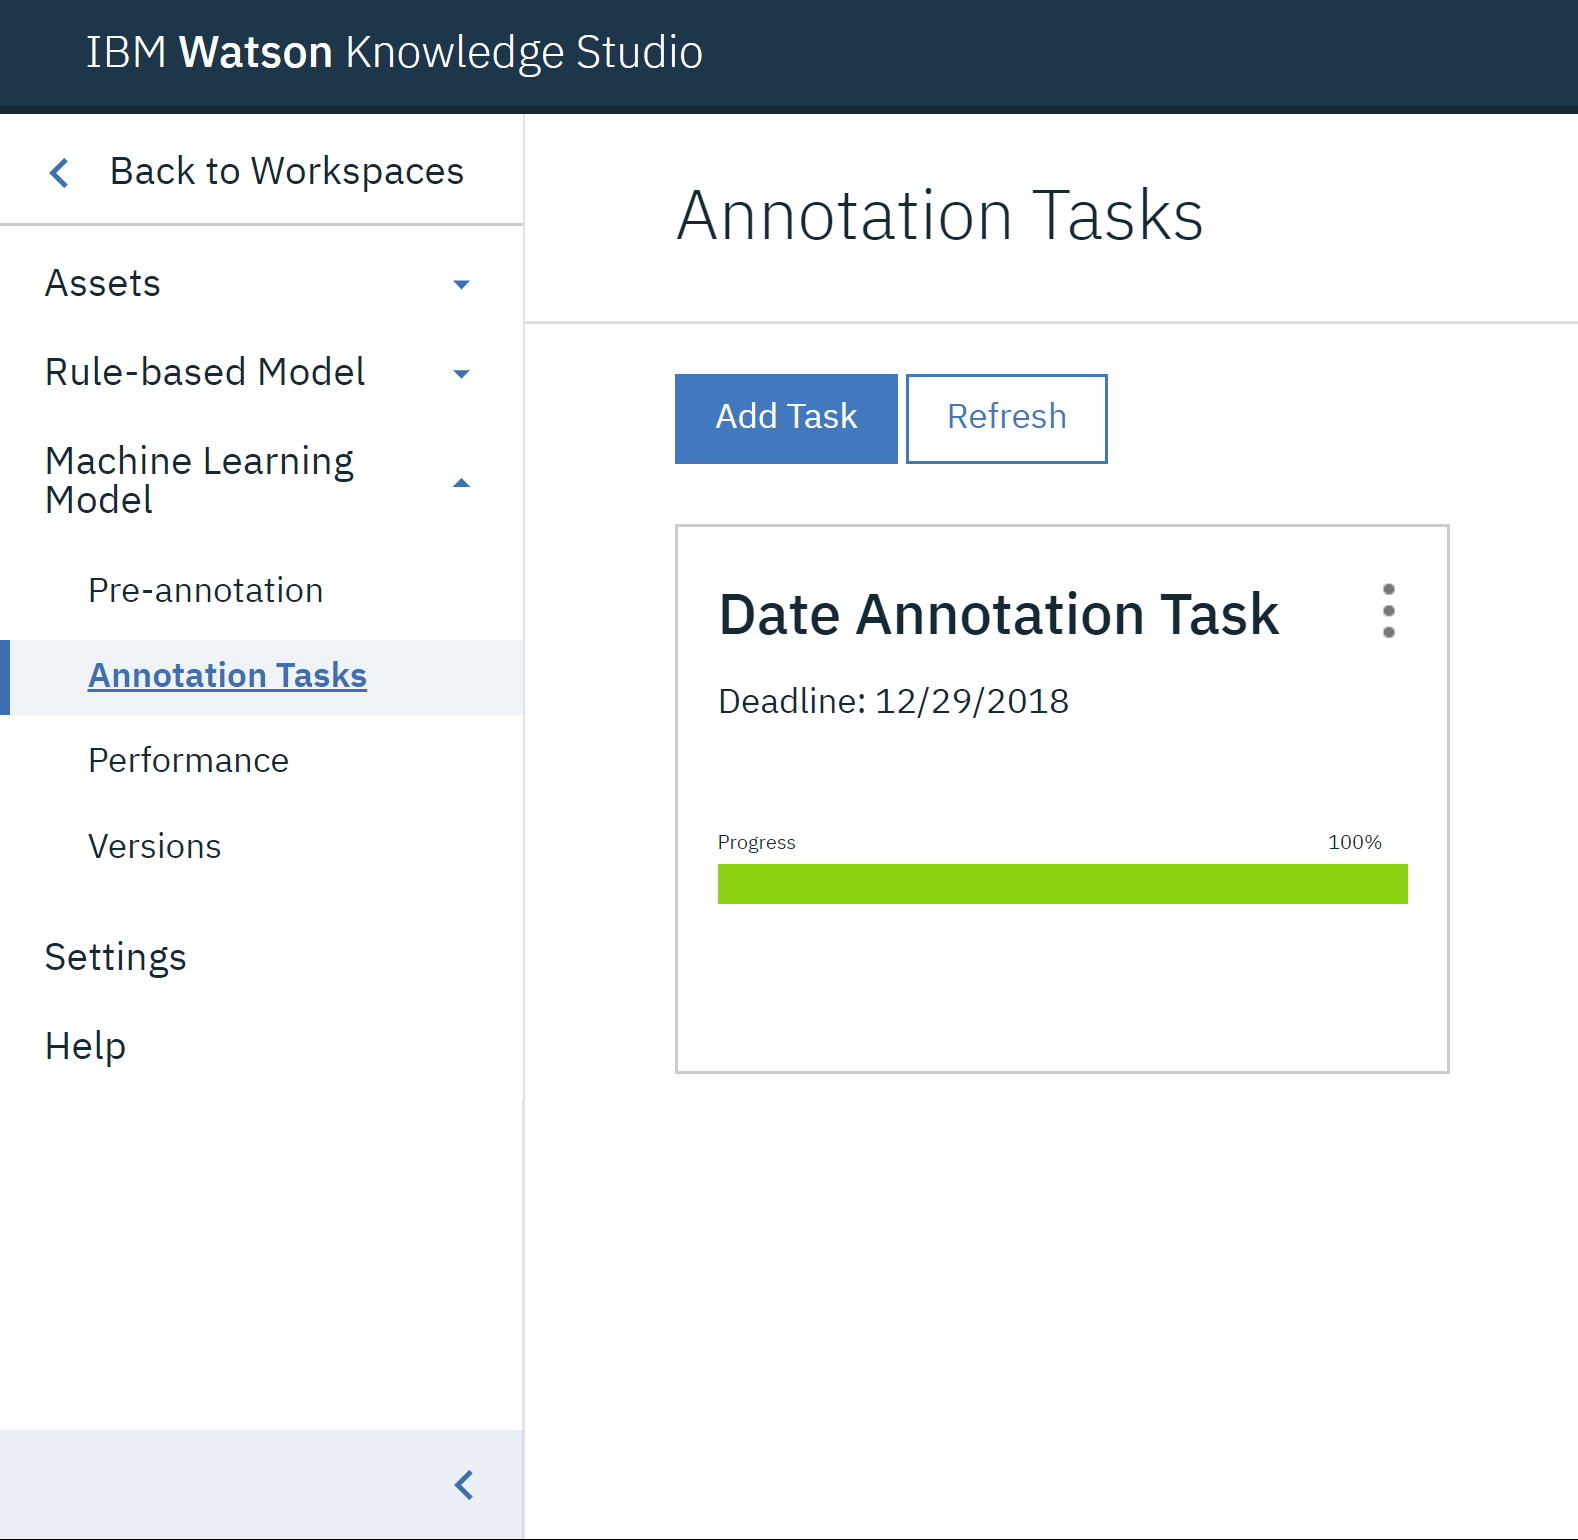 IBM Watson Knowledge Studio
Back to Workspaces
Assets
Rule-based Model
Machine Learning
Model
Pre-annotation
Annotation Tasks
Performance
Versions
Settings
Help
Annotation Tasks
Add Task
Refresh
Date Annotation Task
Deadline: 12/29/2018
Progress 100%